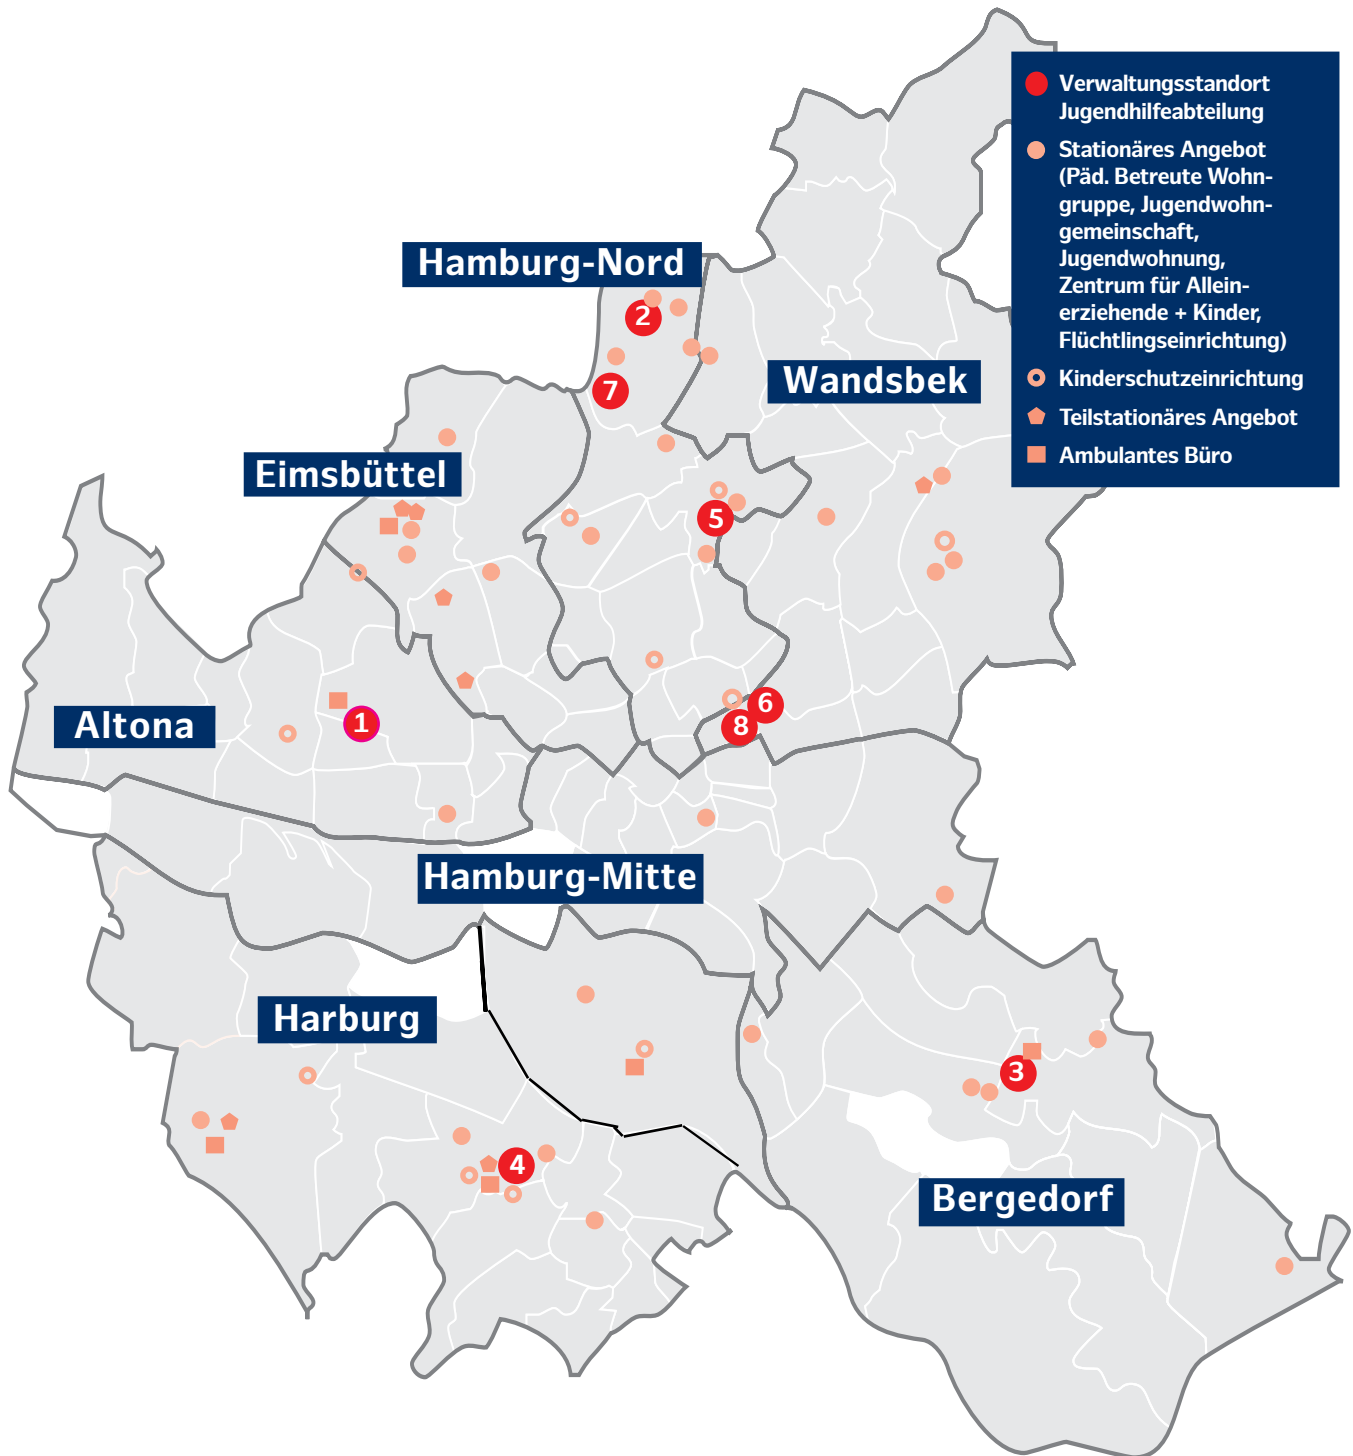 Verwaltungsstandort
Jugendhilfeabteilung
Stationäres Angebot
(Päd. Betreute Wohn-
gruppe, Jugendwohn-
gemeinschaft,
Jugendwohnung,
Zentrum für Allein-
erziehende + Kinder,
Flüchtlingseinrichtung)
Kinderschutzeinrichtung
Teilstationäres Angebot
Ambulantes Büro
Hamburg-Nord
2
Wandsbek
7
Eimsbüttel
5
6
Altona
1
8
Hamburg-Mitte
Harburg
3
4
Bergedorf